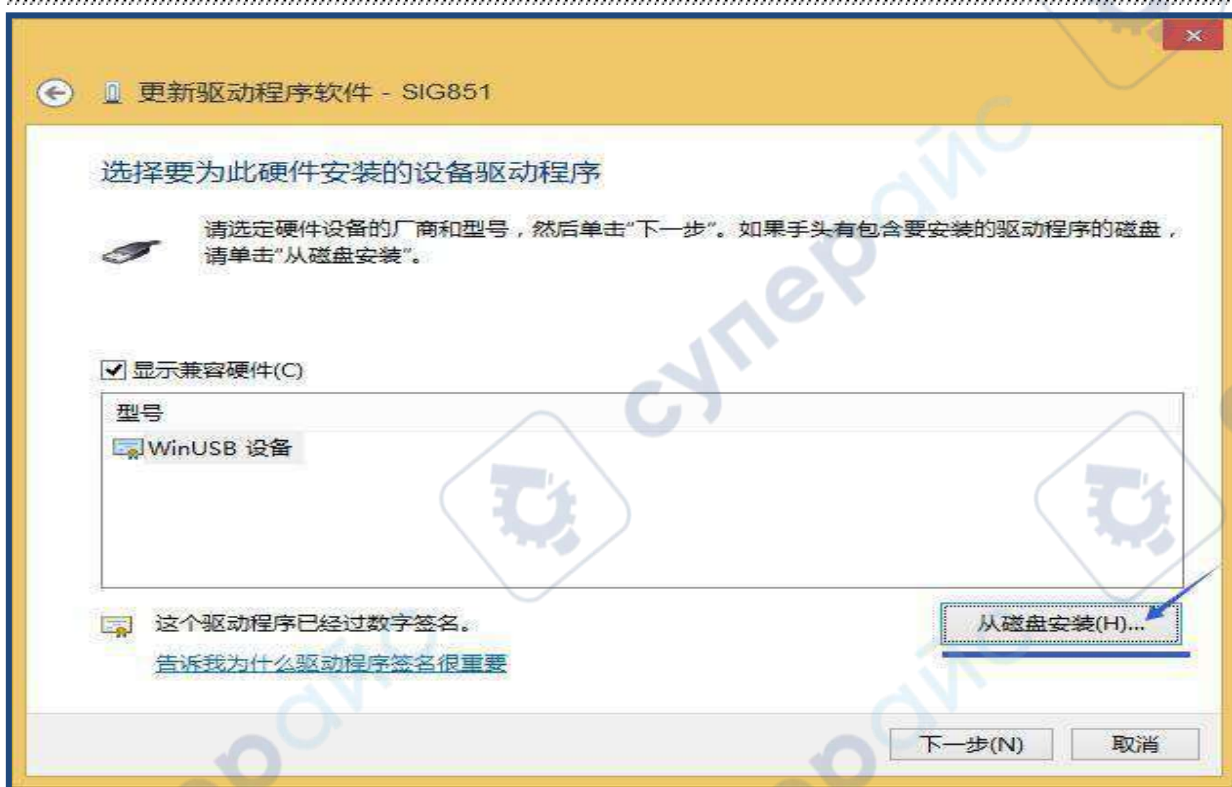 更新驱动程序软件 - SIG851
选择要为此硬件安装的设备驱动程序
请选定硬件设备的厂商和型号，然后单击"下一步"。如果手头有包含要安装的驱动程序的磁盘，
请单击"从磁盘安装"。
显示兼容硬件(C)
型号
WinUSB 设备
这个驱动程序已经过数字签名。
从磁盘安装(H)...
告诉我为什么驱动程序签名很重要
下一步(N)
取消
суперайс